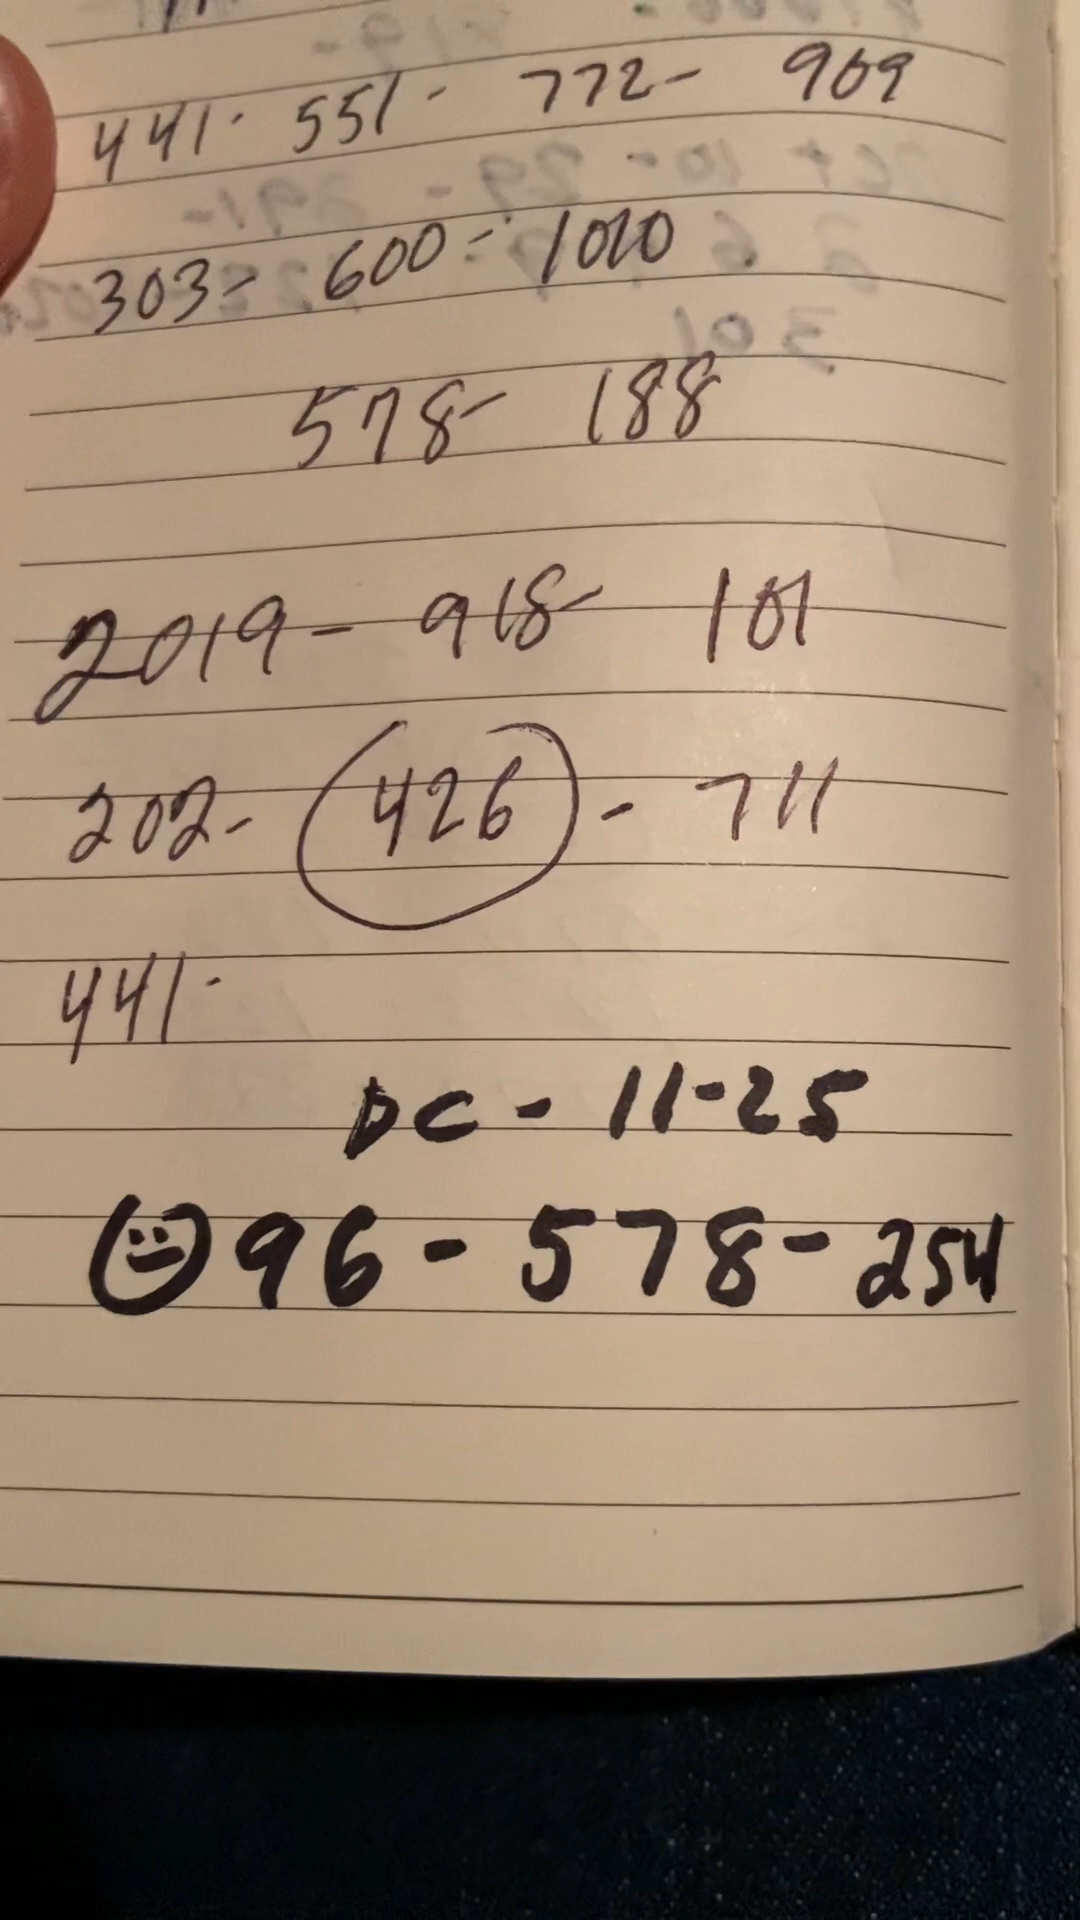 441- 551- 772- 909
303- 600- 1010
578- 188
2019- 918- 101
202- 426 - 711
441-
DC - 11-25
96 - 578 - 254